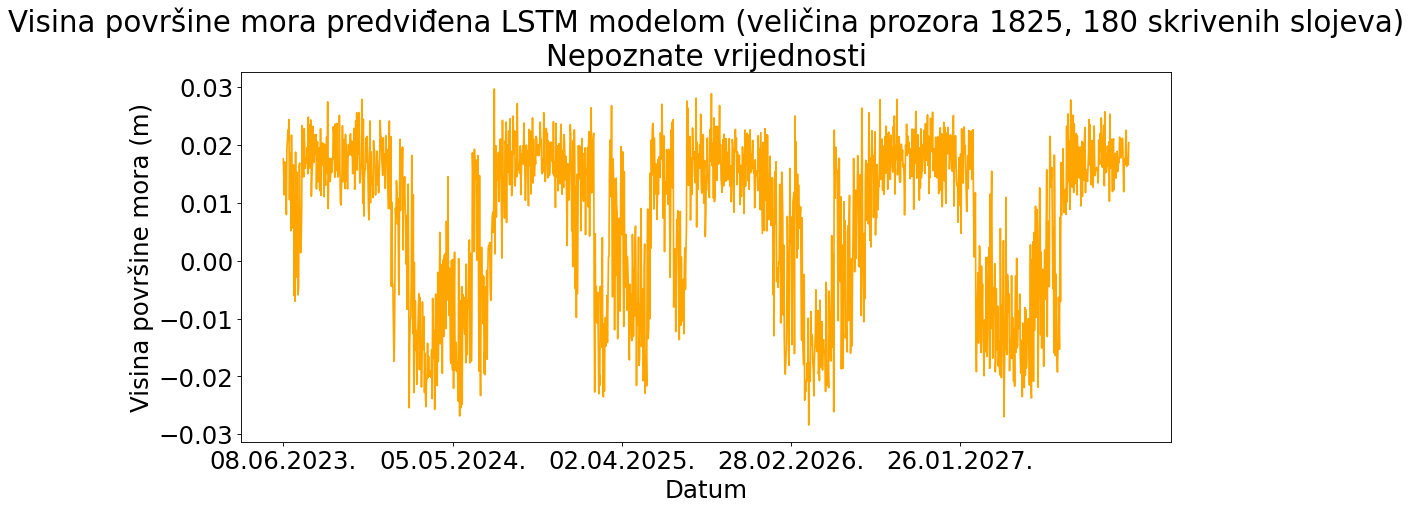 Visina površine mora predviđena LSTM modelom (veličina prozora 1825, 180 skrivenih slojeva)
Nepoznate vrijednosti
Visina površine mora (m)
0.03
0.02
0.01
0.00
−0.01
−0.02
−0.03
08.06.2023. 05.05.2024. 02.04.2025. 28.02.2026. 26.01.2027.
Datum